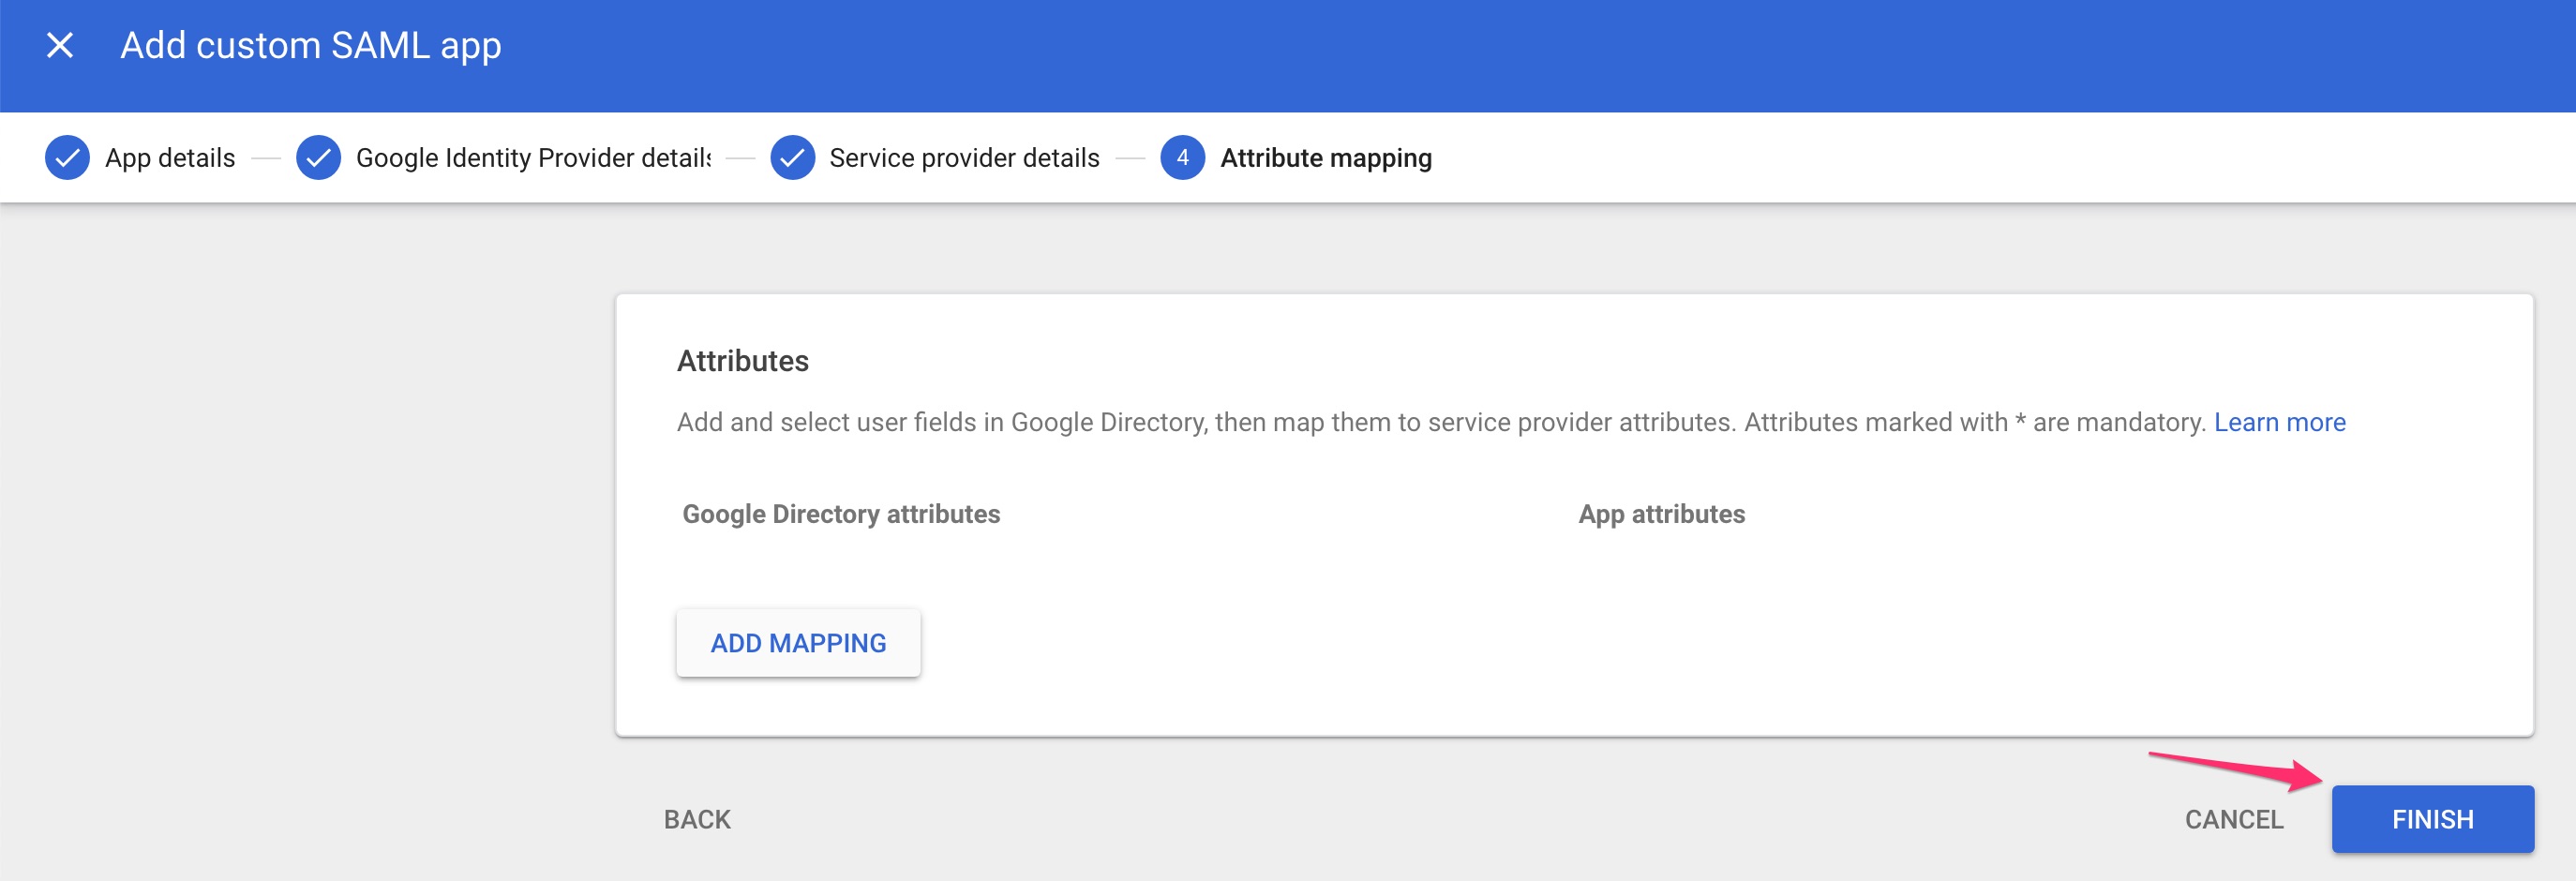 Add custom SAML app
App details
Google Identity Provider details
Service provider details
4
Attribute mapping
Attributes
Add and select user fields in Google Directory, then map them to service provider attributes. Attributes marked with * are mandatory. Learn more
Google Directory attributes
App attributes
ADD MAPPING
BACK
CANCEL
FINISH